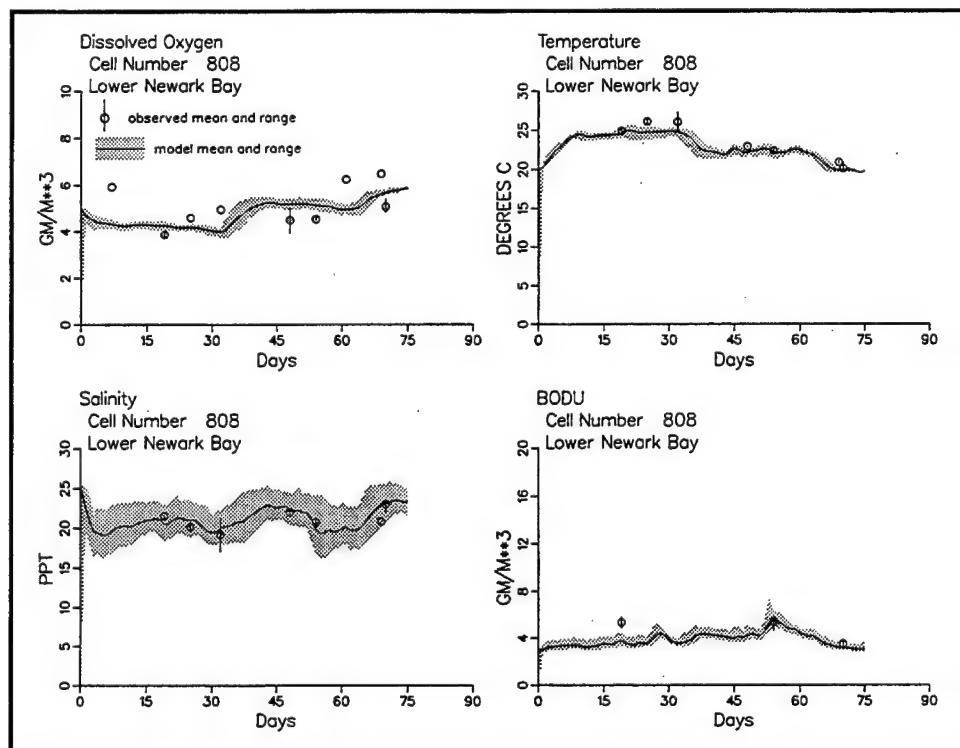 Dissolved Oxygen
Cell Number 808
Lower Newark Bay
observed mean and range
model mean and range
10
8
6
4
2
0
GM/M**3
0 15 30 45 60 75 90
Days
Temperature
Cell Number 808
Lower Newark Bay
30
25
20
15
10
5
0
DEGREES C
0 15 30 45 60 75 90
Days
Salinity
Cell Number 808
Lower Newark Bay
30
25
20
15
10
5
0
PPT
0 15 30 45 60 75 90
Days
BODU
Cell Number 808
Lower Newark Bay
20
16
12
8
4
0
GM/M**3
0 15 30 45 60 75 90
Days